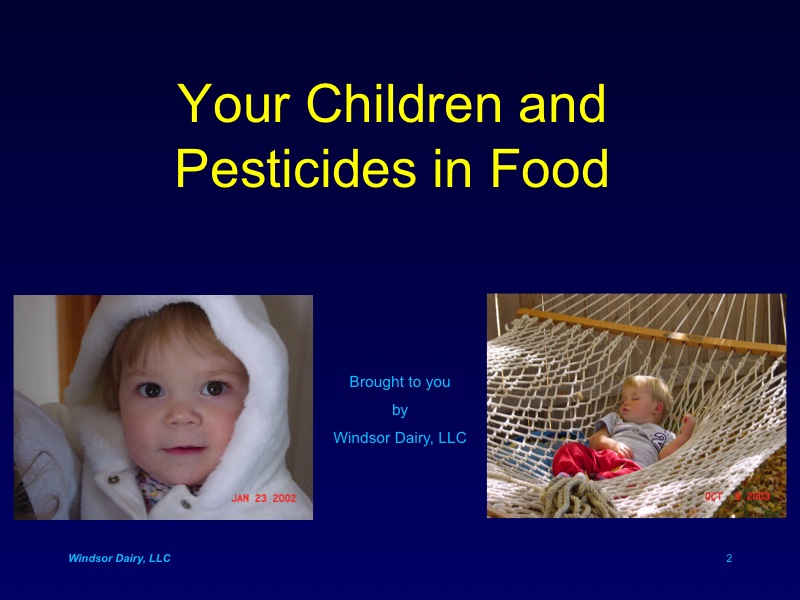 Your Children and
Pesticides in Food
Brought to you
by
Windsor Dairy, LLC
JAN 23 2002
OCT 2003
Windsor Dairy, LLC
2